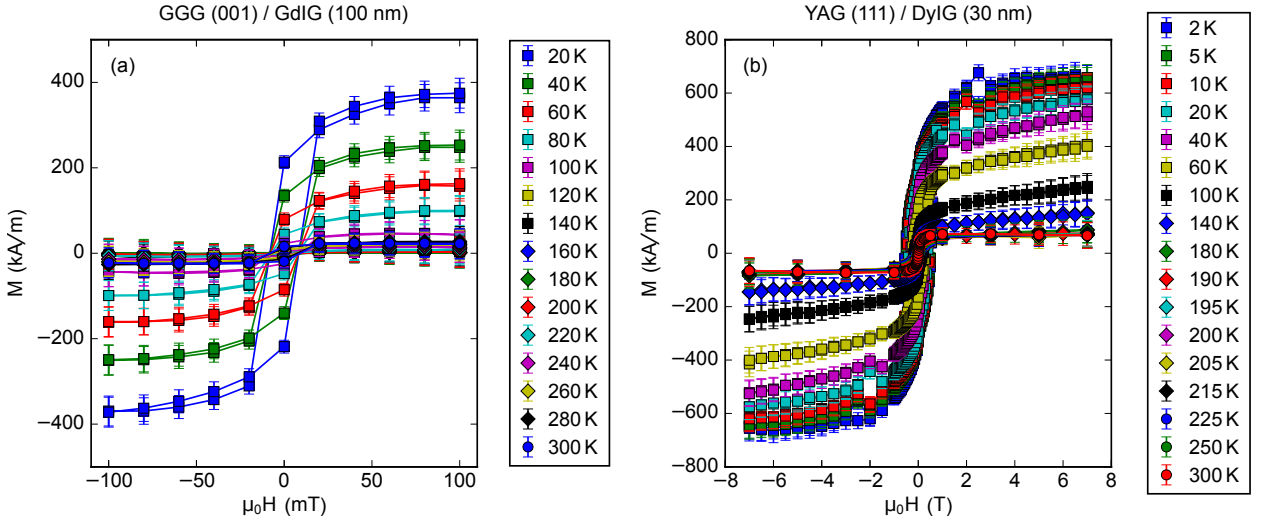 GGG (001) / GdIG (100 nm)
(a)
M (kA/m)
400
200
0
−200
−400
−100
−50
0
50
100
μ₀H (mT)
20 K
40 K
60 K
80 K
100 K
120 K
140 K
160 K
180 K
200 K
220 K
240 K
260 K
280 K
300 K
YAG (111) / DyIG (30 nm)
(b)
M (kA/m)
800
600
400
200
0
−200
−400
−600
−800
−8
−6
−4
−2
0
2
4
6
8
μ₀H (T)
2 K
5 K
10 K
20 K
40 K
60 K
100 K
140 K
180 K
190 K
195 K
200 K
205 K
215 K
225 K
250 K
300 K